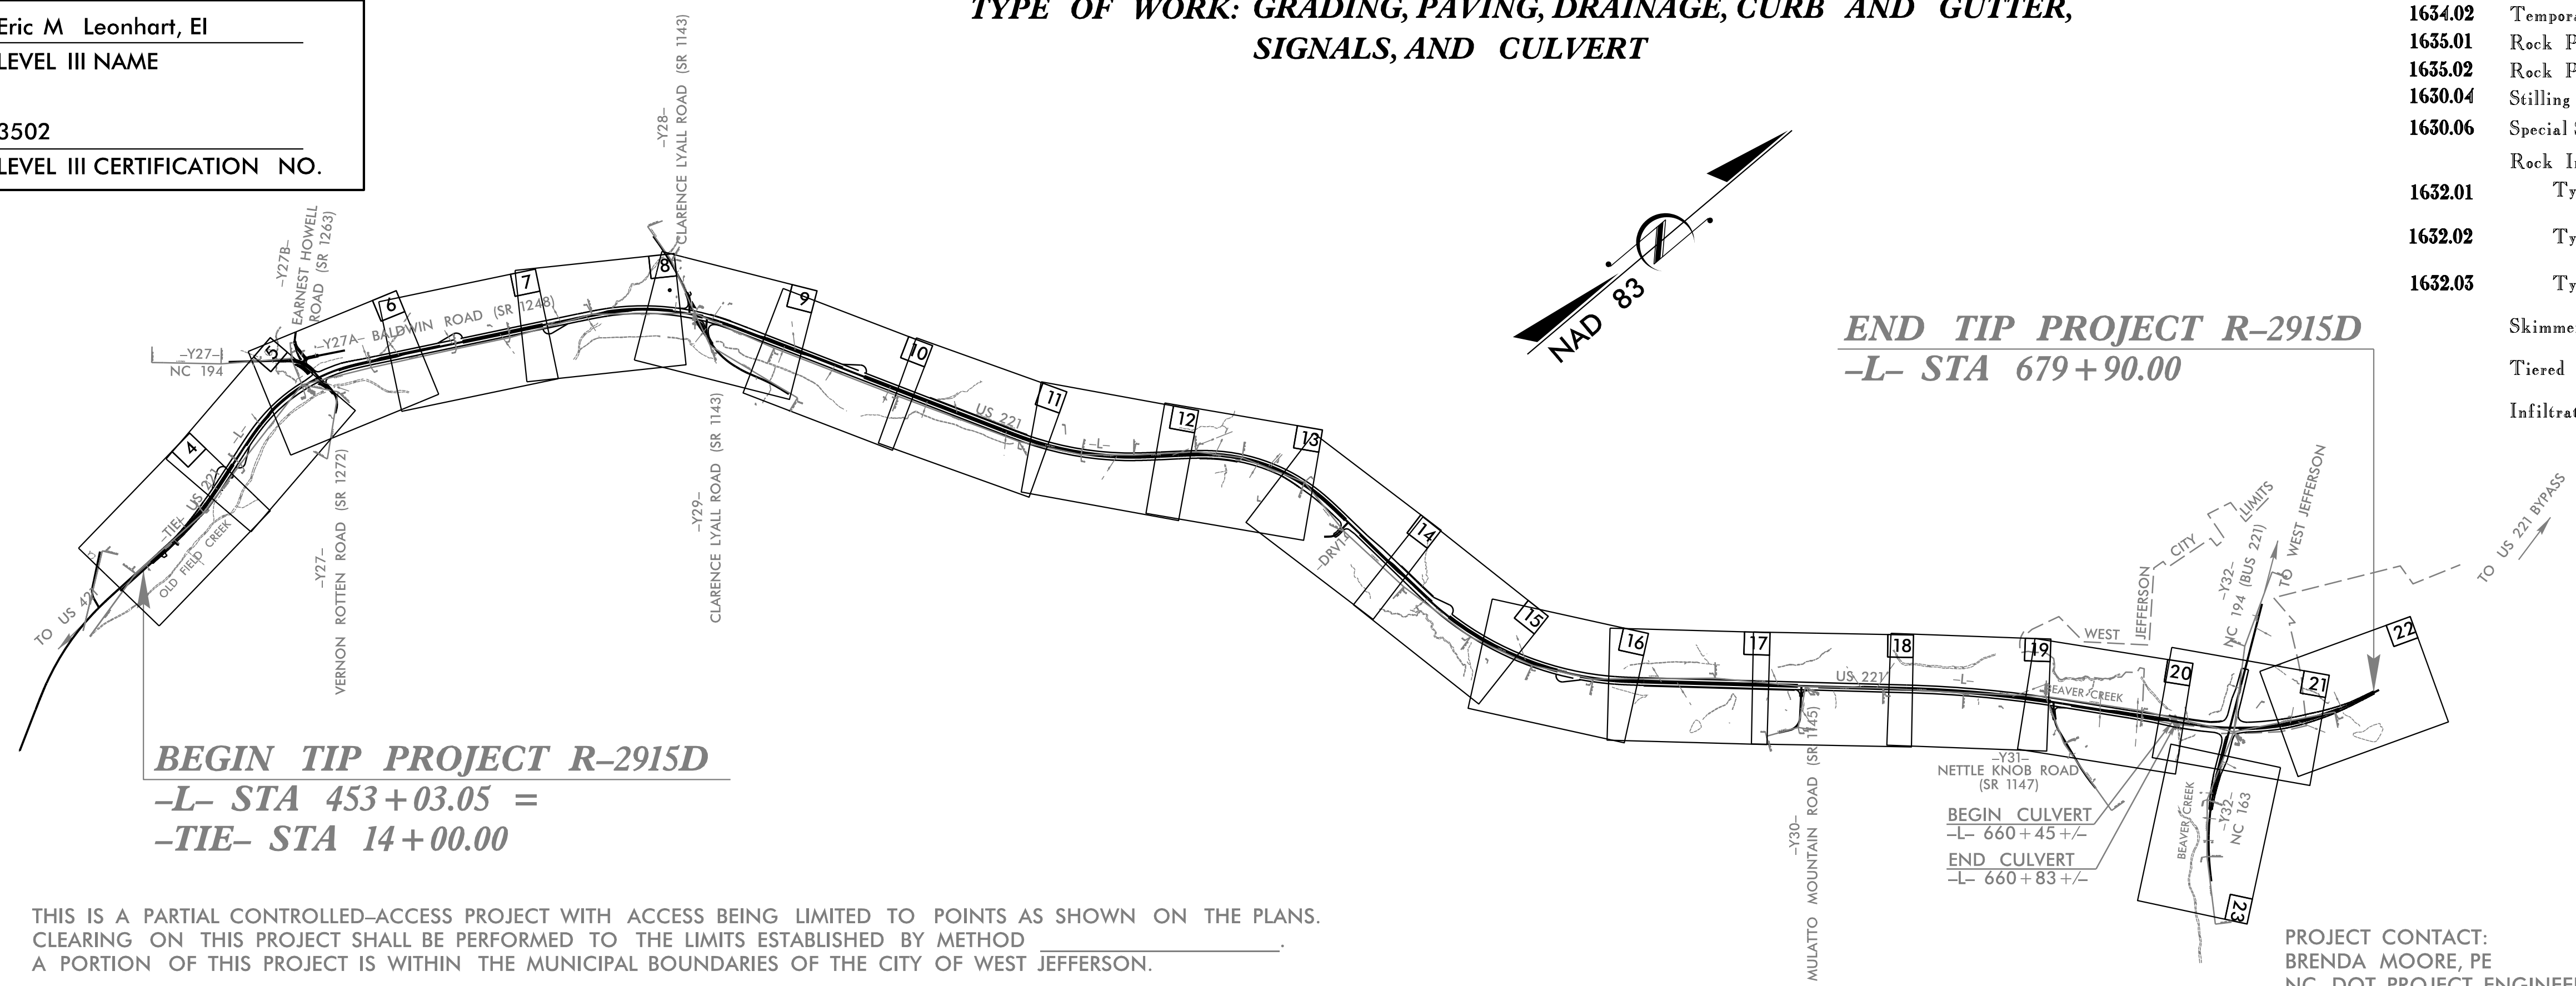 Eric M Leonhart, EI
LEVEL III NAME
3502
LEVEL III CERTIFICATION NO.
TYPE OF WORK: GRADING, PAVING, DRAINAGE, CURB AND GUTTER,
SIGNALS, AND CULVERT
1634.02
1635.01 Rock
1635.02 Rock
1630.04 Stilling
1630.06 Special
Rock
1632.01
1632.02
1632.03
Tiered
NAD 83
END TIP PROJECT R–2915D
–L– STA 679+90.00
–Y27B–
EARNEST HOWELL
ROAD (SR 1263)
–Y28–
CLARENCE LYALL ROAD (SR 1143)
–Y27–
NC 194
–Y27A– BALDWIN ROAD (SR 1248)
4
5
6
7
8
9
10
11
12
13
14
15
16
17
18
19
20
21
22
23
–L–
US 221
–TIE–
OLD FIELD CREEK
TO US 421
–Y27–
VERNON ROTTEN ROAD (SR 1272)
–Y29–
CLARENCE LYALL ROAD (SR 1143)
US 221
–L–
–DRV1–
US 221
–L–
BEAVER CREEK
WEST
JEFFERSON
CITY
LIMITS
–Y32–
NC 194 (BUS 221)
TO WEST JEFFERSON
TO US 221 BYPASS
–Y30–
MULATTO MOUNTAIN ROAD (SR 1145)
–Y31–
NETTLE KNOB ROAD
(SR 1147)
BEGIN CULVERT
–L– 660+45+/–
END CULVERT
–L– 660+83+/–
BEAVER CREEK
–Y32–
NC 163
BEGIN TIP PROJECT R–2915D
–L– STA 453+03.05 =
–TIE– STA 14+00.00
THIS IS A PARTIAL CONTROLLED–ACCESS PROJECT WITH ACCESS BEING LIMITED TO POINTS AS SHOWN ON THE PLANS.
CLEARING ON THIS PROJECT SHALL BE PERFORMED TO THE LIMITS ESTABLISHED BY METHOD ____________.
A PORTION OF THIS PROJECT IS WITHIN THE MUNICIPAL BOUNDARIES OF THE CITY OF WEST JEFFERSON.
PROJECT CONTACT:
BRENDA MOORE, PE
NC DOT PROJECT